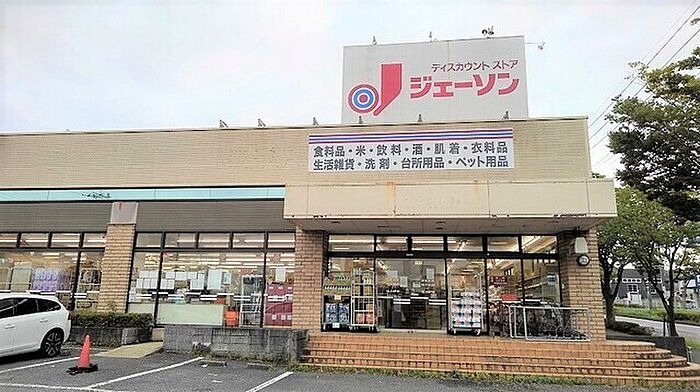 ディスカウント ストア
ジェーソン
食料品・米・飲料・酒・肌着・衣料品
生活雑貨・洗剤・台所用品・ペット用品